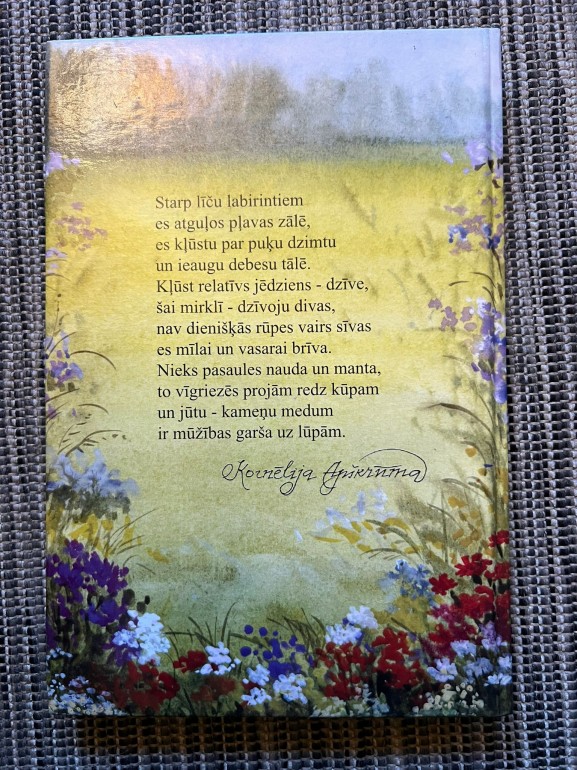 Starp līču labirintiem
es atguļos pļavas zālē,
es kļūstu par puķu dzimtu
un ieaugu debesu tālē.
Kļūst relatīvs jēdziens - dzīve,
šai mirklī - dzīvoju divas,
nav dienišķās rūpes vairs sīvas
es mīlai un vasarai brīva.
Nieks pasaules nauda un manta,
to vīgriezēs projām redz kūpam
un jūtu - kameņu medum
ir mūžības garša uz lūpām.
Kornēlija Apškrūma